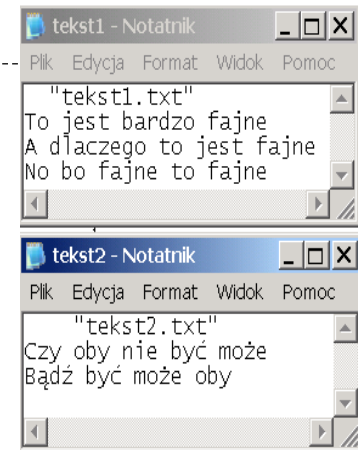 tekst1 - Notatnik
Plik Edycja Format Widok Pomoc
"tekst1.txt"
To jest bardzo fajne
A dlaczego to jest fajne
No bo fajne to fajne
tekst2 - Notatnik
Plik Edycja Format Widok Pomoc
"tekst2.txt"
Czy oby nie być może
Bądź być może oby